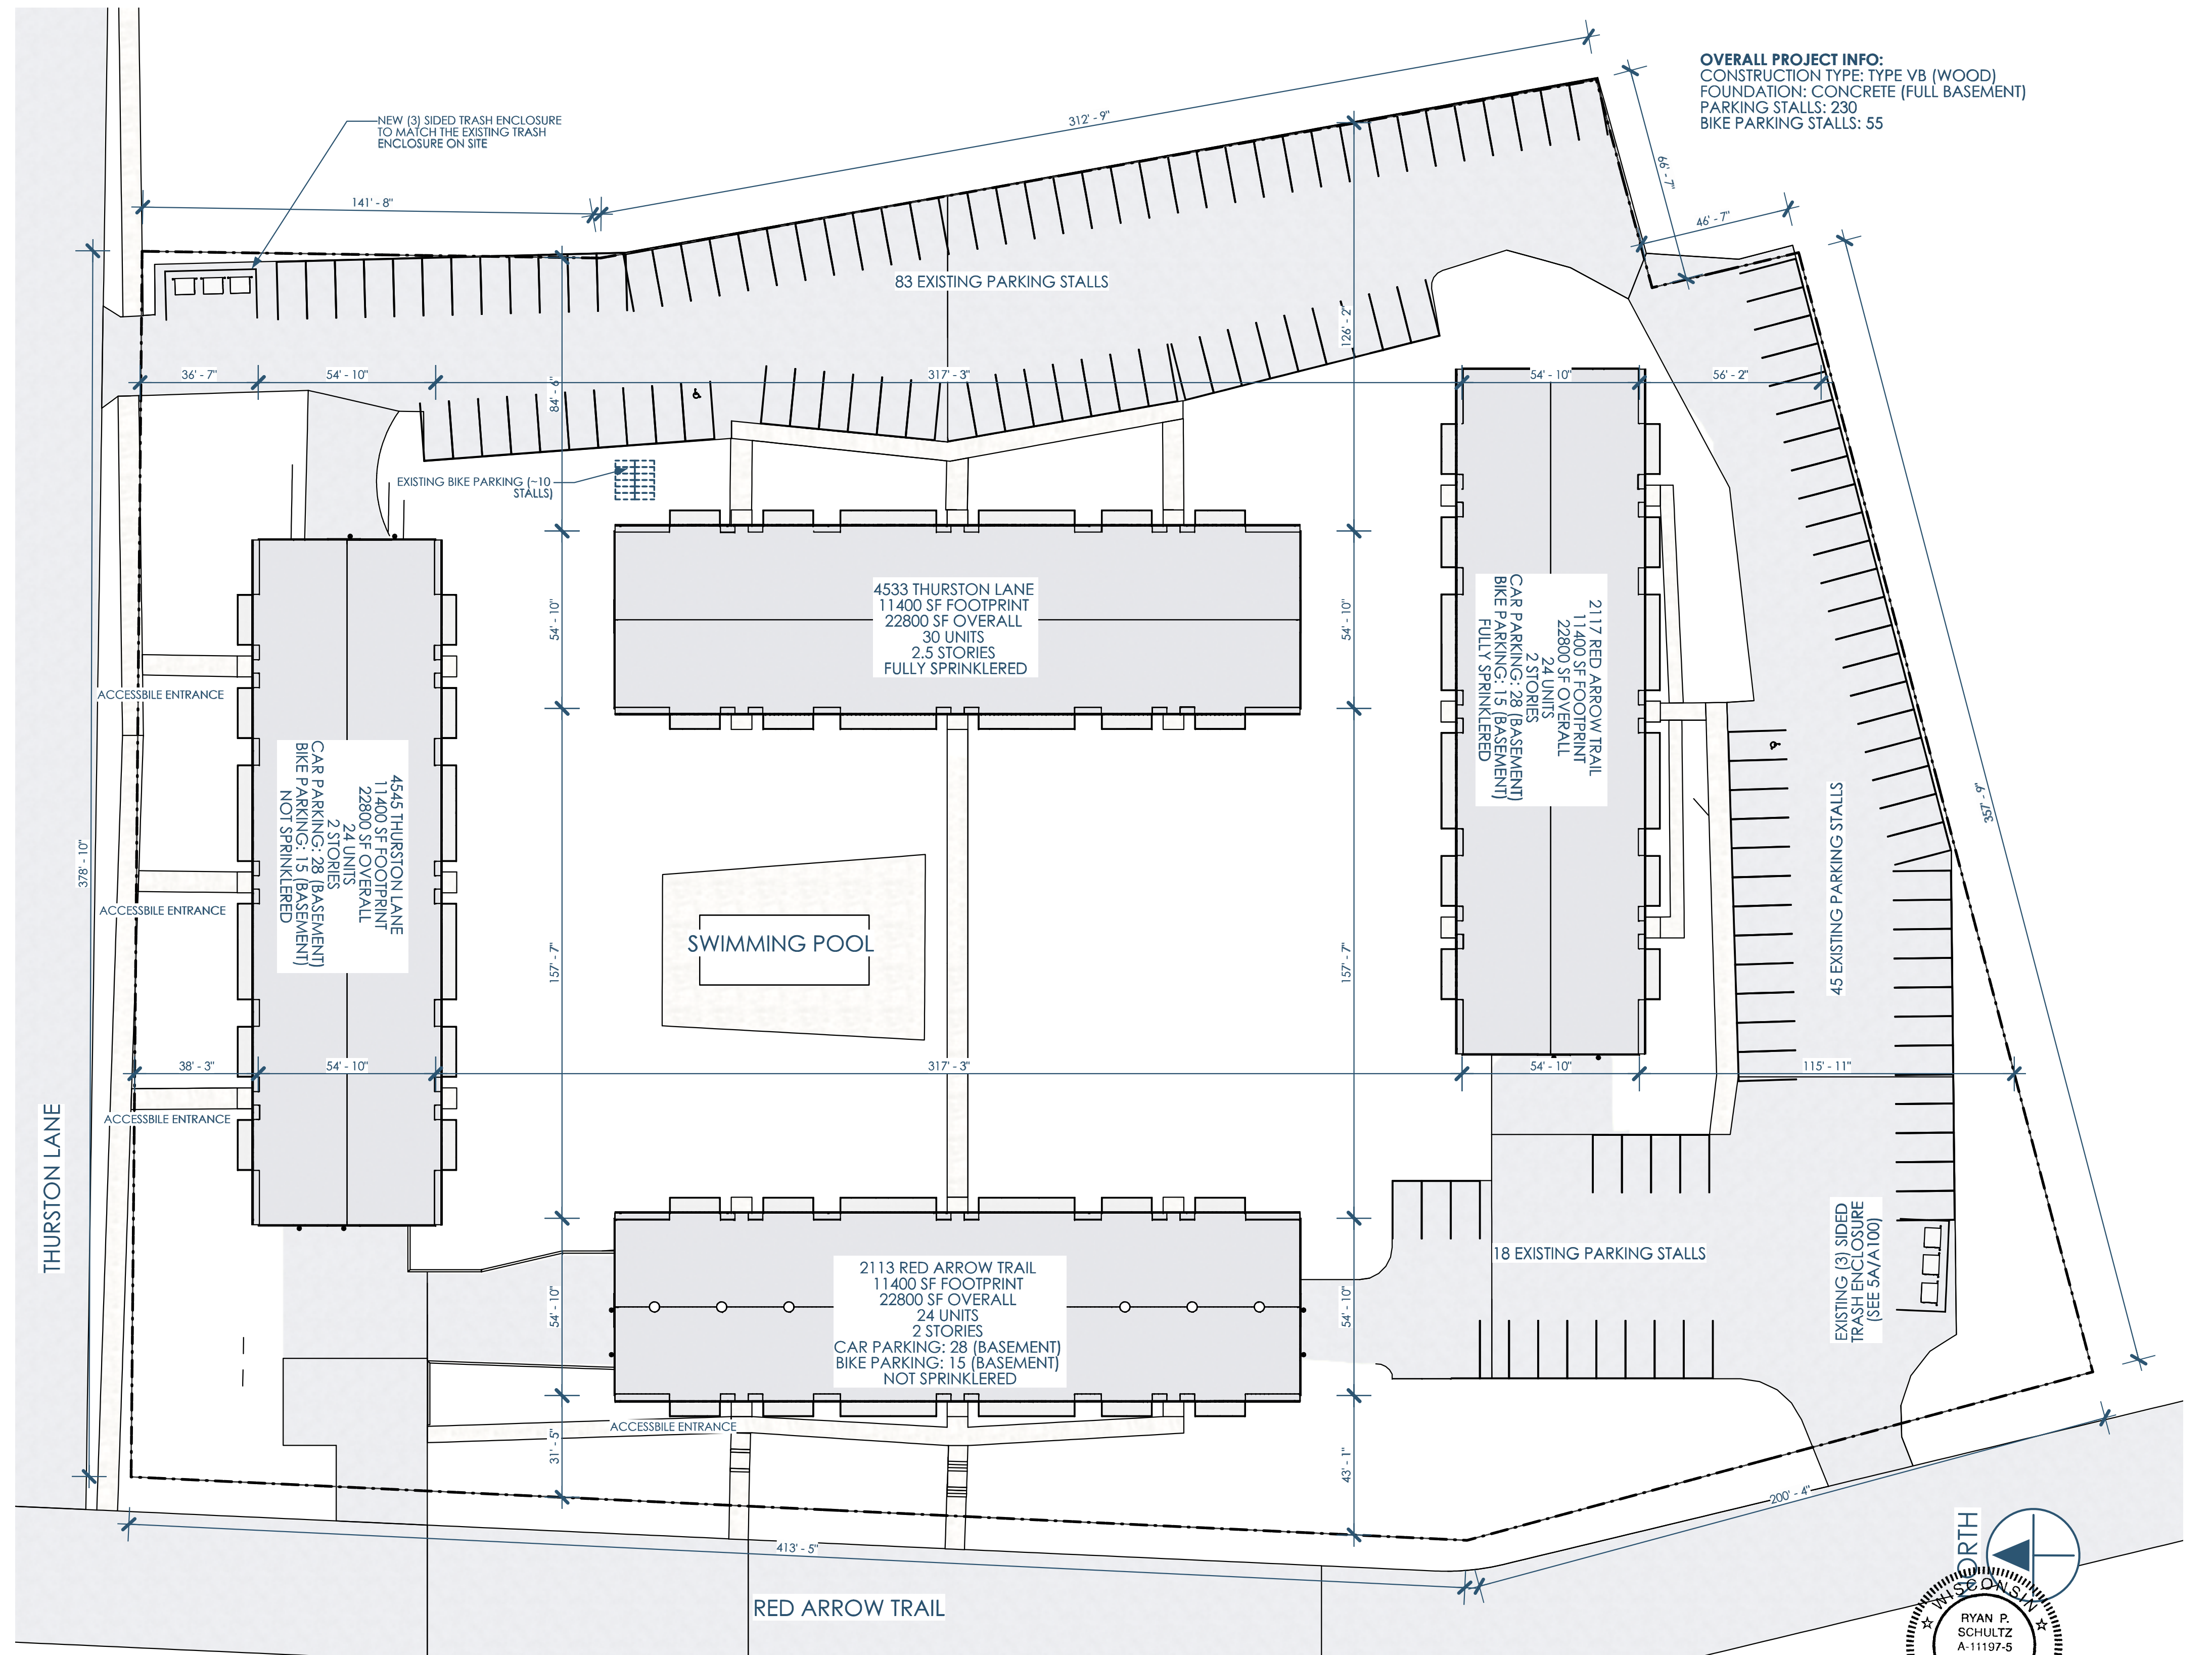 OVERALL PROJECT INFO:
CONSTRUCTION TYPE: TYPE VB (WOOD)
FOUNDATION: CONCRETE (FULL BASEMENT)
PARKING STALLS: 230
BIKE PARKING STALLS: 55
312' - 9"
NEW (3) SIDED TRASH ENCLOSURE
TO MATCH THE EXISTING TRASH
ENCLOSURE ON SITE
66' - 7"
141' - 8"
46' - 7"
83 EXISTING PARKING STALLS
126' - 2"
36' - 7"
54' - 10"
84' - 6"
317' - 3"
54' - 10"
56' - 2"
EXISTING BIKE PARKING (~10
STALLS)
4533 THURSTON LANE
11400 SF FOOTPRINT
22800 SF OVERALL
30 UNITS
2.5 STORIES
FULLY SPRINKLERED
54' - 10"
54' - 10"
2117 RED ARROW TRAIL
11400 SF FOOTPRINT
22800 SF OVERALL
24 UNITS
2 STORIES
CAR PARKING: 28 (BASEMENT)
BIKE PARKING: 15 (BASEMENT)
FULLY SPRINKLERED
ACCESSBILE ENTRANCE
4545 THURSTON LANE
11400 SF FOOTPRINT
22800 SF OVERALL
24 UNITS
2 STORIES
CAR PARKING: 28 (BASEMENT)
BIKE PARKING: 15 (BASEMENT)
NOT SPRINKLERED
378' - 10"
357' - 9"
45 EXISTING PARKING STALLS
ACCESSBILE ENTRANCE
SWIMMING POOL
157' - 7"
157' - 7"
38' - 3"
54' - 10"
317' - 3"
54' - 10"
115' - 11"
ACCESSBILE ENTRANCE
THURSTON LANE
18 EXISTING PARKING STALLS
EXISTING (3) SIDED
TRASH ENCLOSURE
(SEE 5A/A100)
2113 RED ARROW TRAIL
11400 SF FOOTPRINT
22800 SF OVERALL
24 UNITS
2 STORIES
CAR PARKING: 28 (BASEMENT)
BIKE PARKING: 15 (BASEMENT)
NOT SPRINKLERED
54' - 10"
54' - 10"
ACCESSBILE ENTRANCE
31' - 5"
43' - 1"
200' - 4"
413' - 5"
RED ARROW TRAIL
NORTH
WISCONSIN
RYAN P.
SCHULTZ
A-11197-5